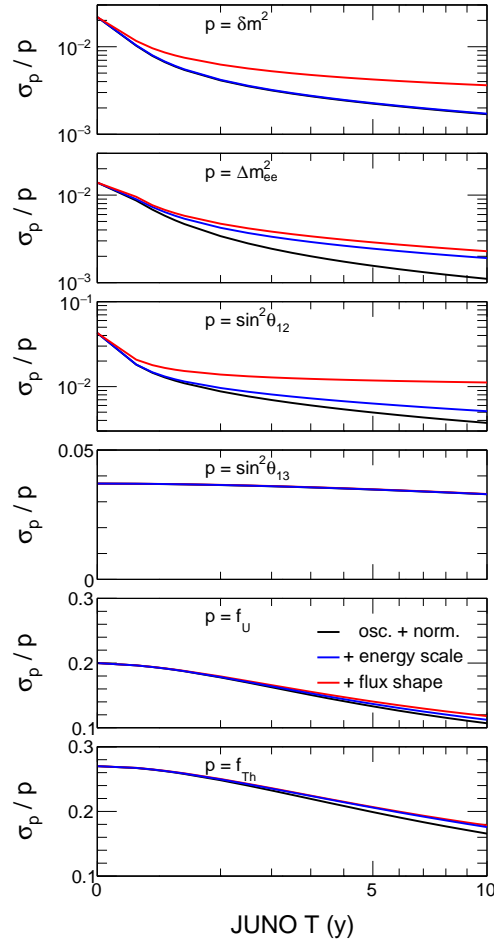 p = δm²
σp / p
10⁻²
10⁻³
p = Δm²ee
σp / p
10⁻²
10⁻³
p = sin²θ12
σp / p
10⁻¹
10⁻²
p = sin²θ13
σp / p
0.05
0
p = fU
σp / p
0.3
0.2
0.1
osc. + norm.
+ energy scale
+ flux shape
p = fTh
σp / p
0.3
0.2
0.1
0
5
10
JUNO T (y)